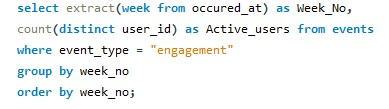 select extract(week from occured_at) as Week_No,
count(distinct user_id) as Active_users from events
where event_type = "engagement"
group by week_no
order by week_no;